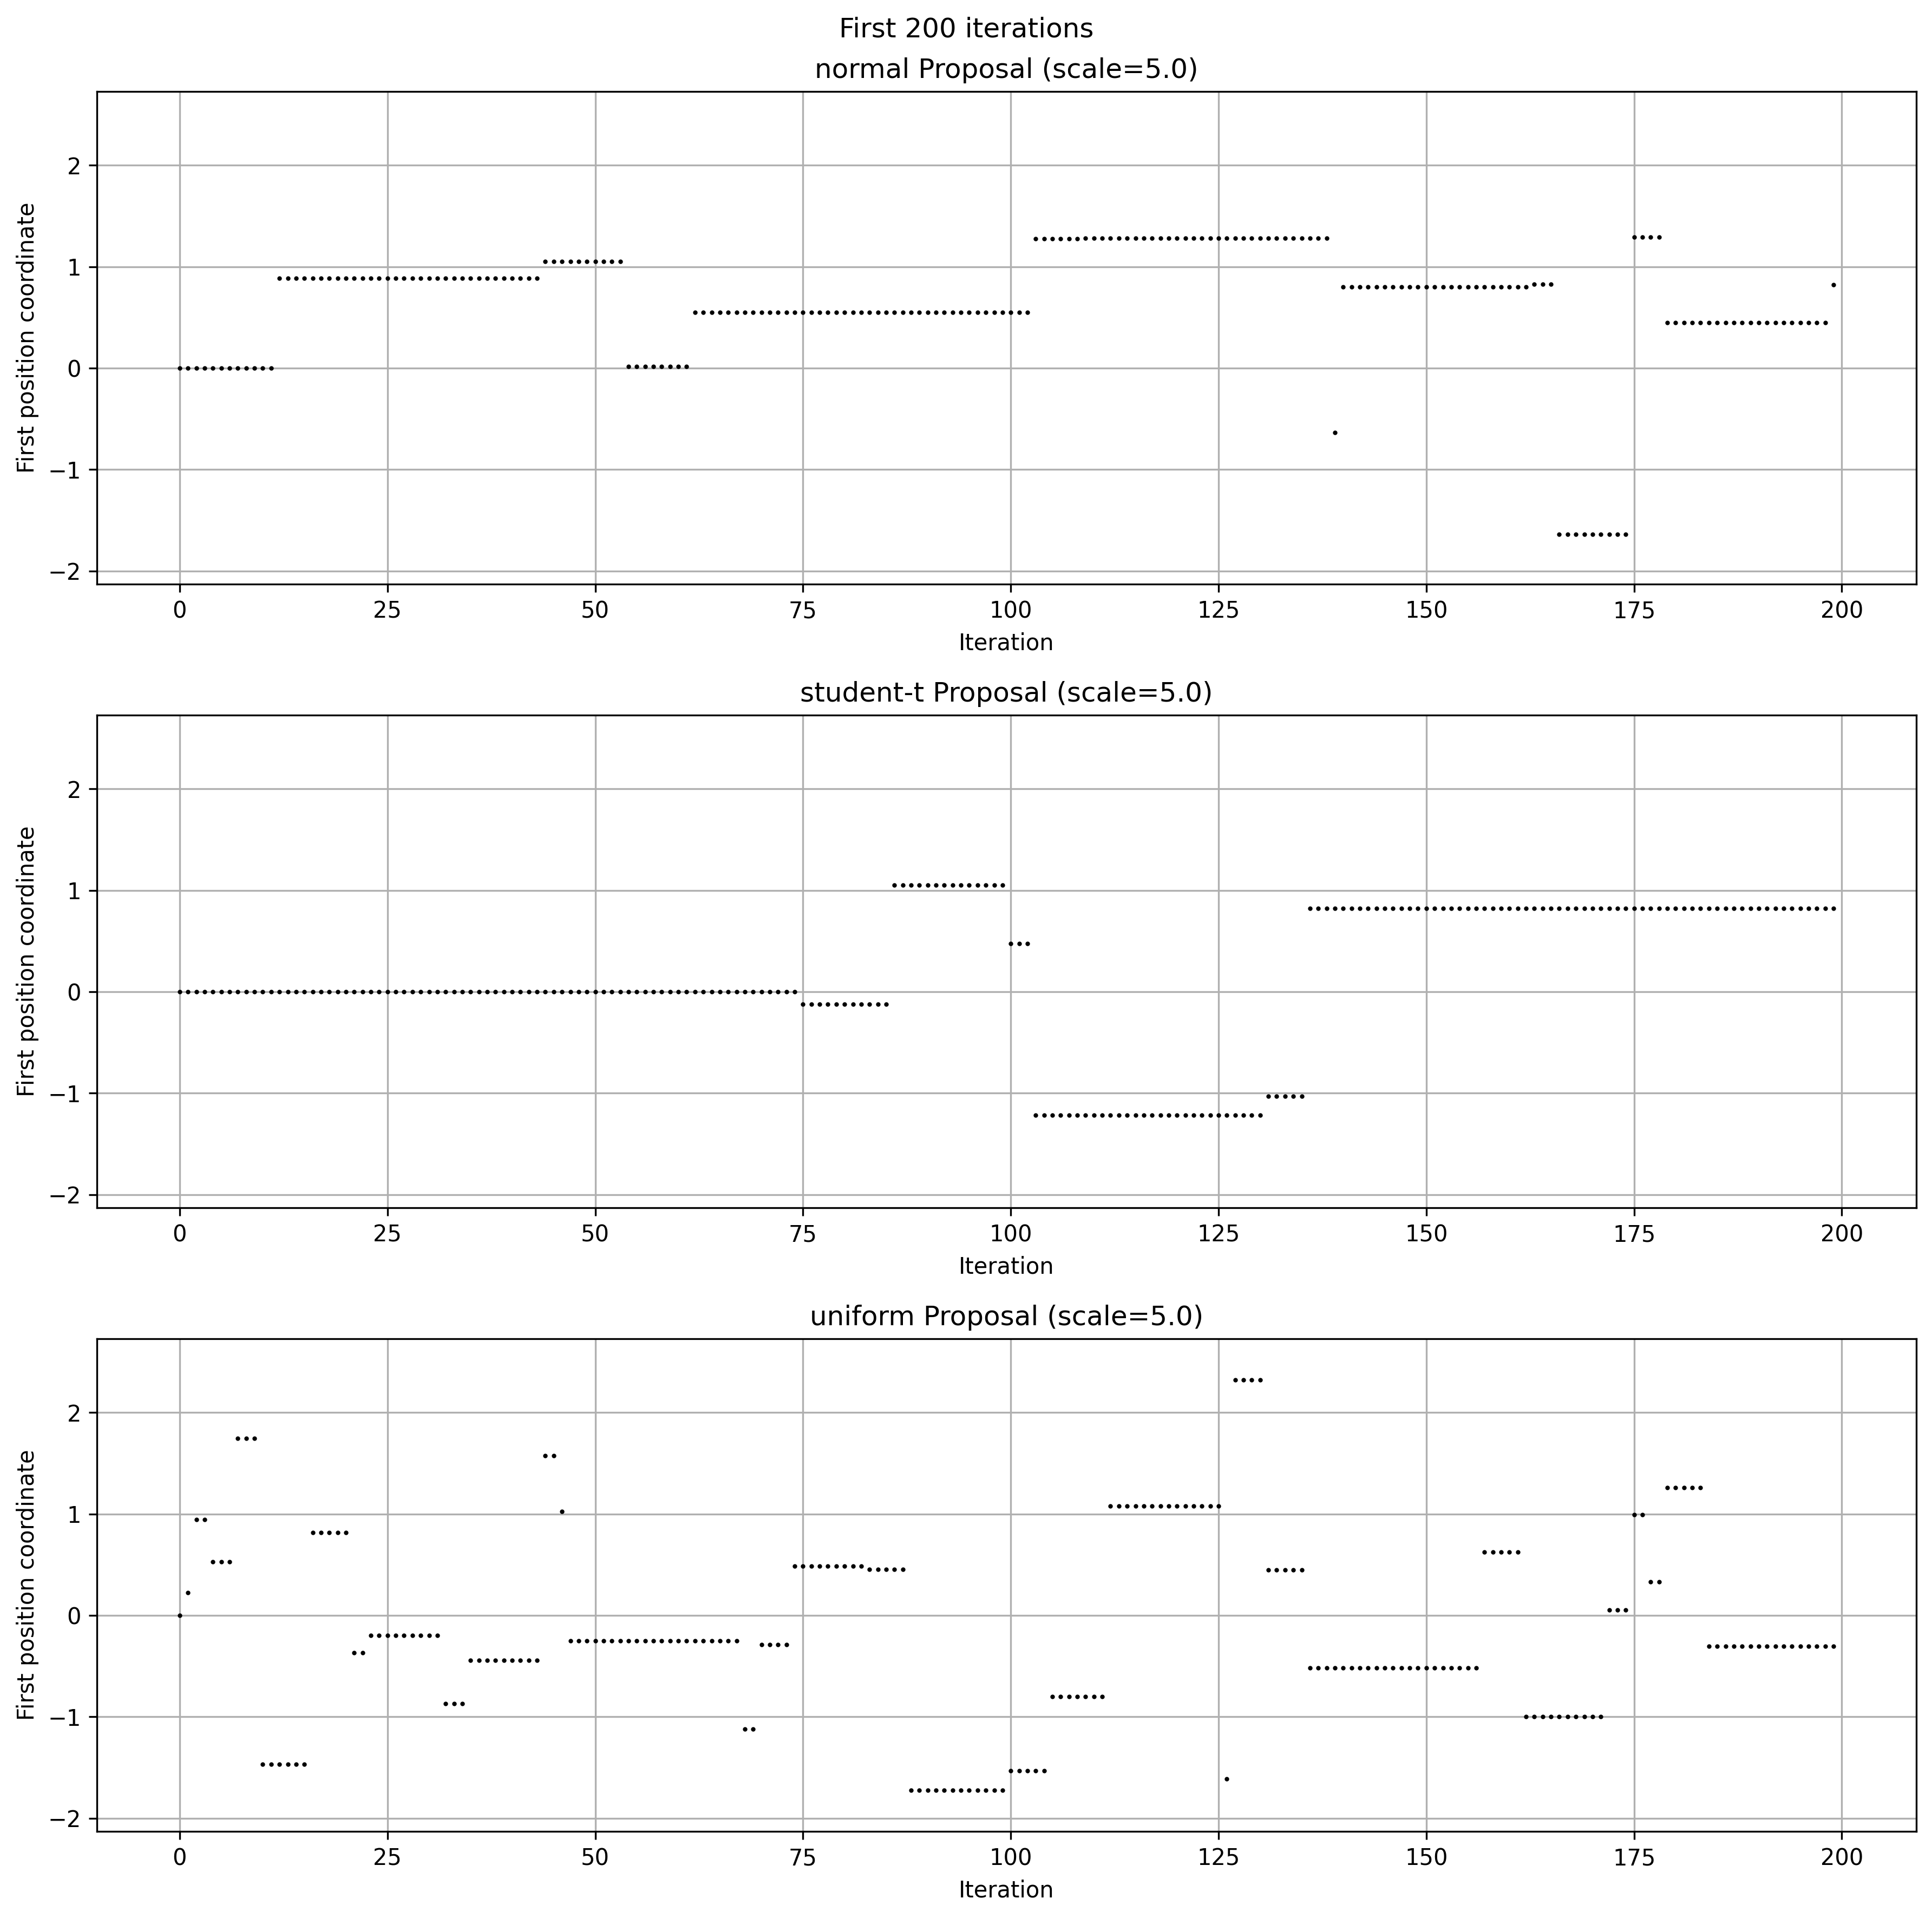 First 200 iterations
normal Proposal (scale=5.0)
First position coordinate
2
1
0
−1
−2
0 25 50 75 100 125 150 175 200
Iteration
student-t Proposal (scale=5.0)
First position coordinate
2
1
0
−1
−2
0 25 50 75 100 125 150 175 200
Iteration
uniform Proposal (scale=5.0)
First position coordinate
2
1
0
−1
−2
0 25 50 75 100 125 150 175 200
Iteration